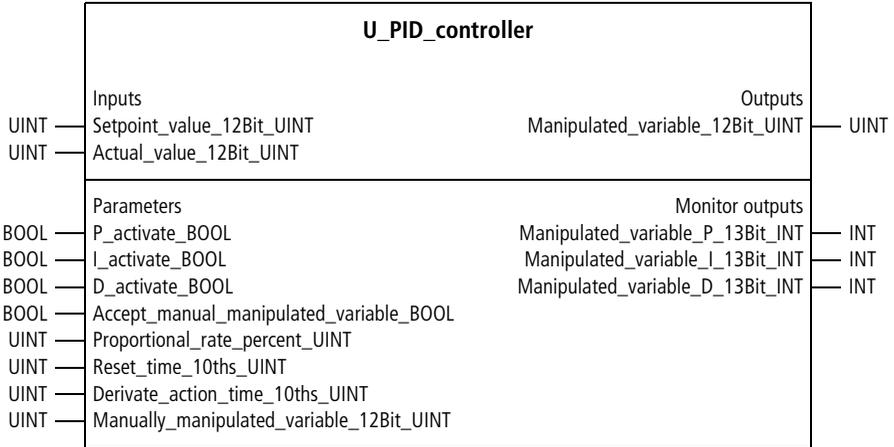 U_PID_controller
Inputs Outputs
UINT Setpoint_value_12Bit_UINT Manipulated_variable_12Bit_UINT UINT
UINT Actual_value_12Bit_UINT
Parameters Monitor outputs
BOOL P_activate_BOOL Manipulated_variable_P_13Bit_INT INT
BOOL I_activate_BOOL Manipulated_variable_I_13Bit_INT INT
BOOL D_activate_BOOL Manipulated_variable_D_13Bit_INT INT
BOOL Accept_manual_manipulated_variable_BOOL
UINT Proportional_rate_percent_UINT
UINT Reset_time_10ths_UINT
UINT Derivate_action_time_10ths_UINT
UINT Manually_manipulated_variable_12Bit_UINT